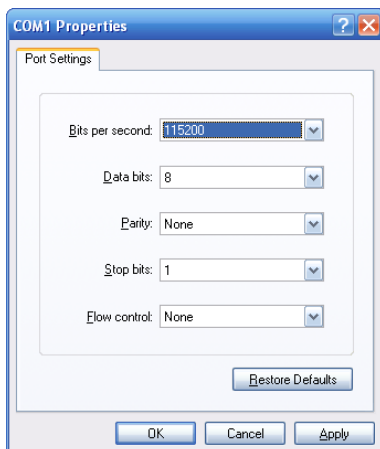 COM1 Properties
Port Settings
Bits per second: 115200
Data bits: 8
Parity: None
Stop bits: 1
Flow control: None
Restore Defaults
OK Cancel Apply